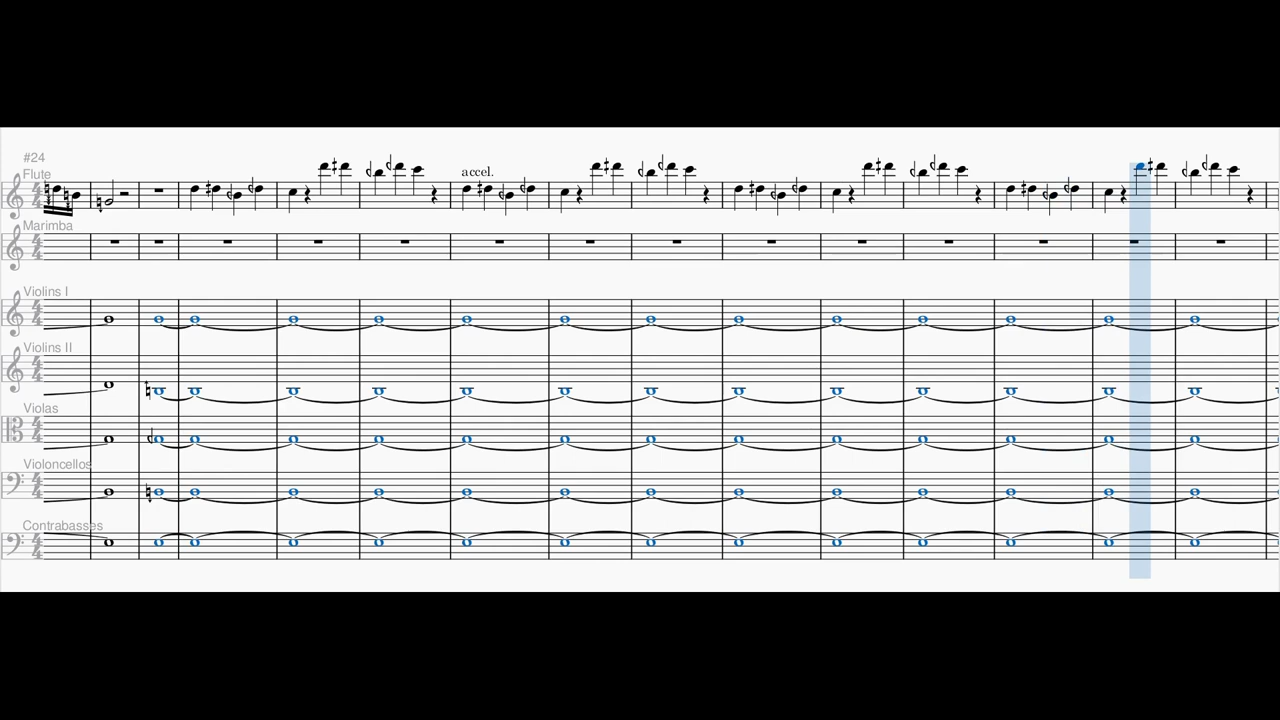 #24
Flute
accel.
Marimba
Violins I
Violins II
Violas
Violoncellos
Contrabasses